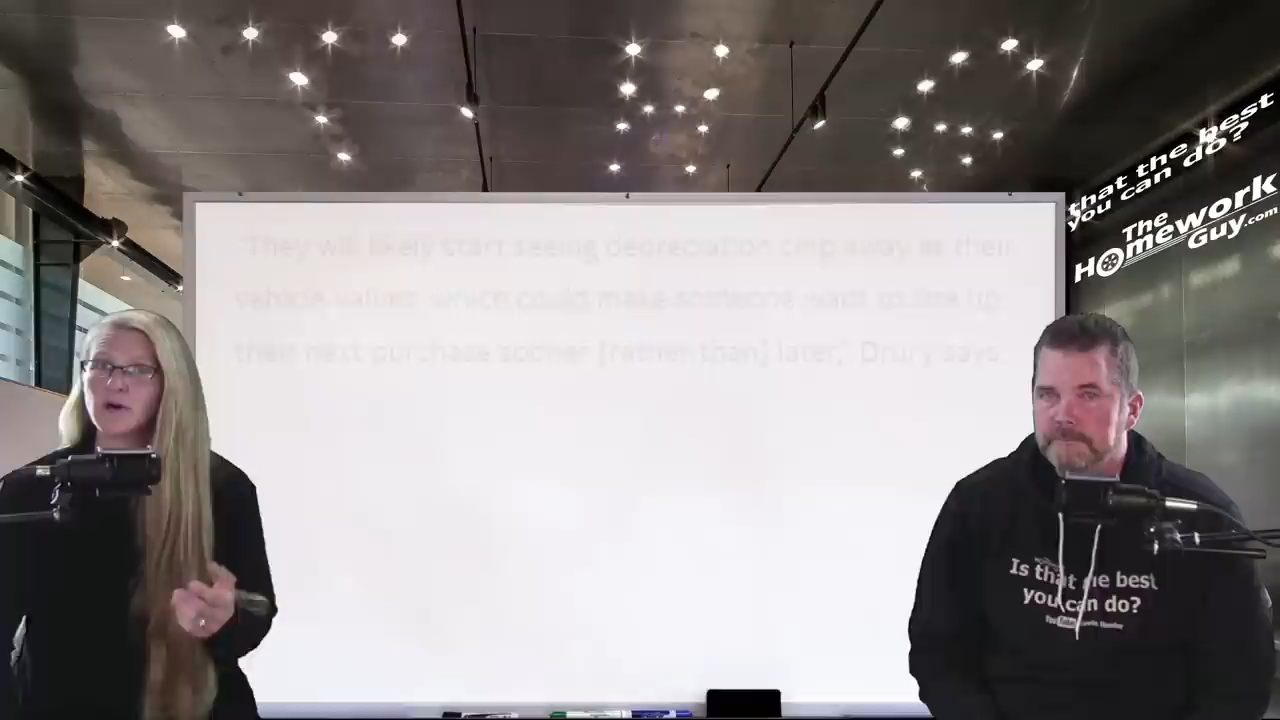 that the best
you can do?
The
Homework
Guy.com
"They will likely start seeing depreciation chip away at their
vehicle values, which could make someone want to line up
their next purchase sooner [rather than] later," Drury says.
Is that the best
you can do?